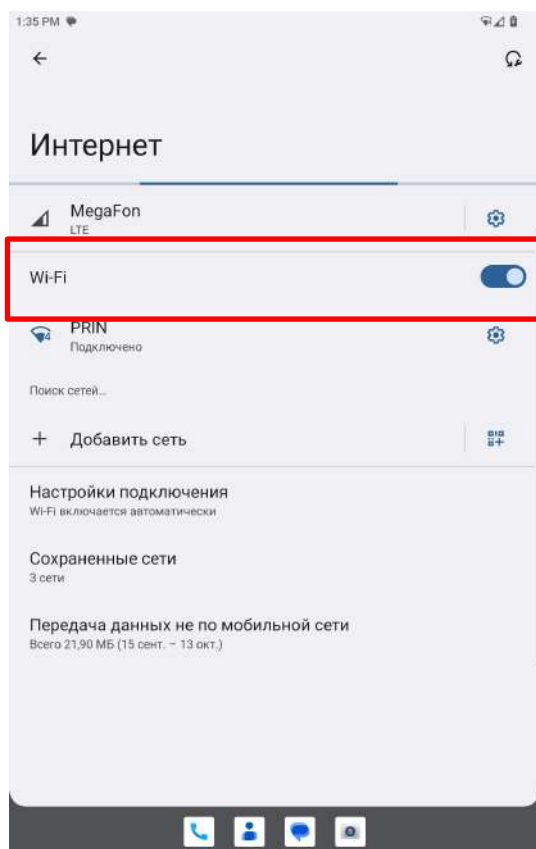 1:35 PM
Интернет
MegaFon
LTE
Wi-Fi
PRIN
Подключено
Поиск сетей...
Добавить сеть
Настройки подключения
Wi-Fi включается автоматически
Сохраненные сети
3 сети
Передача данных не по мобильной сети
Всего 21,90 МБ (15 сент. – 13 окт.)